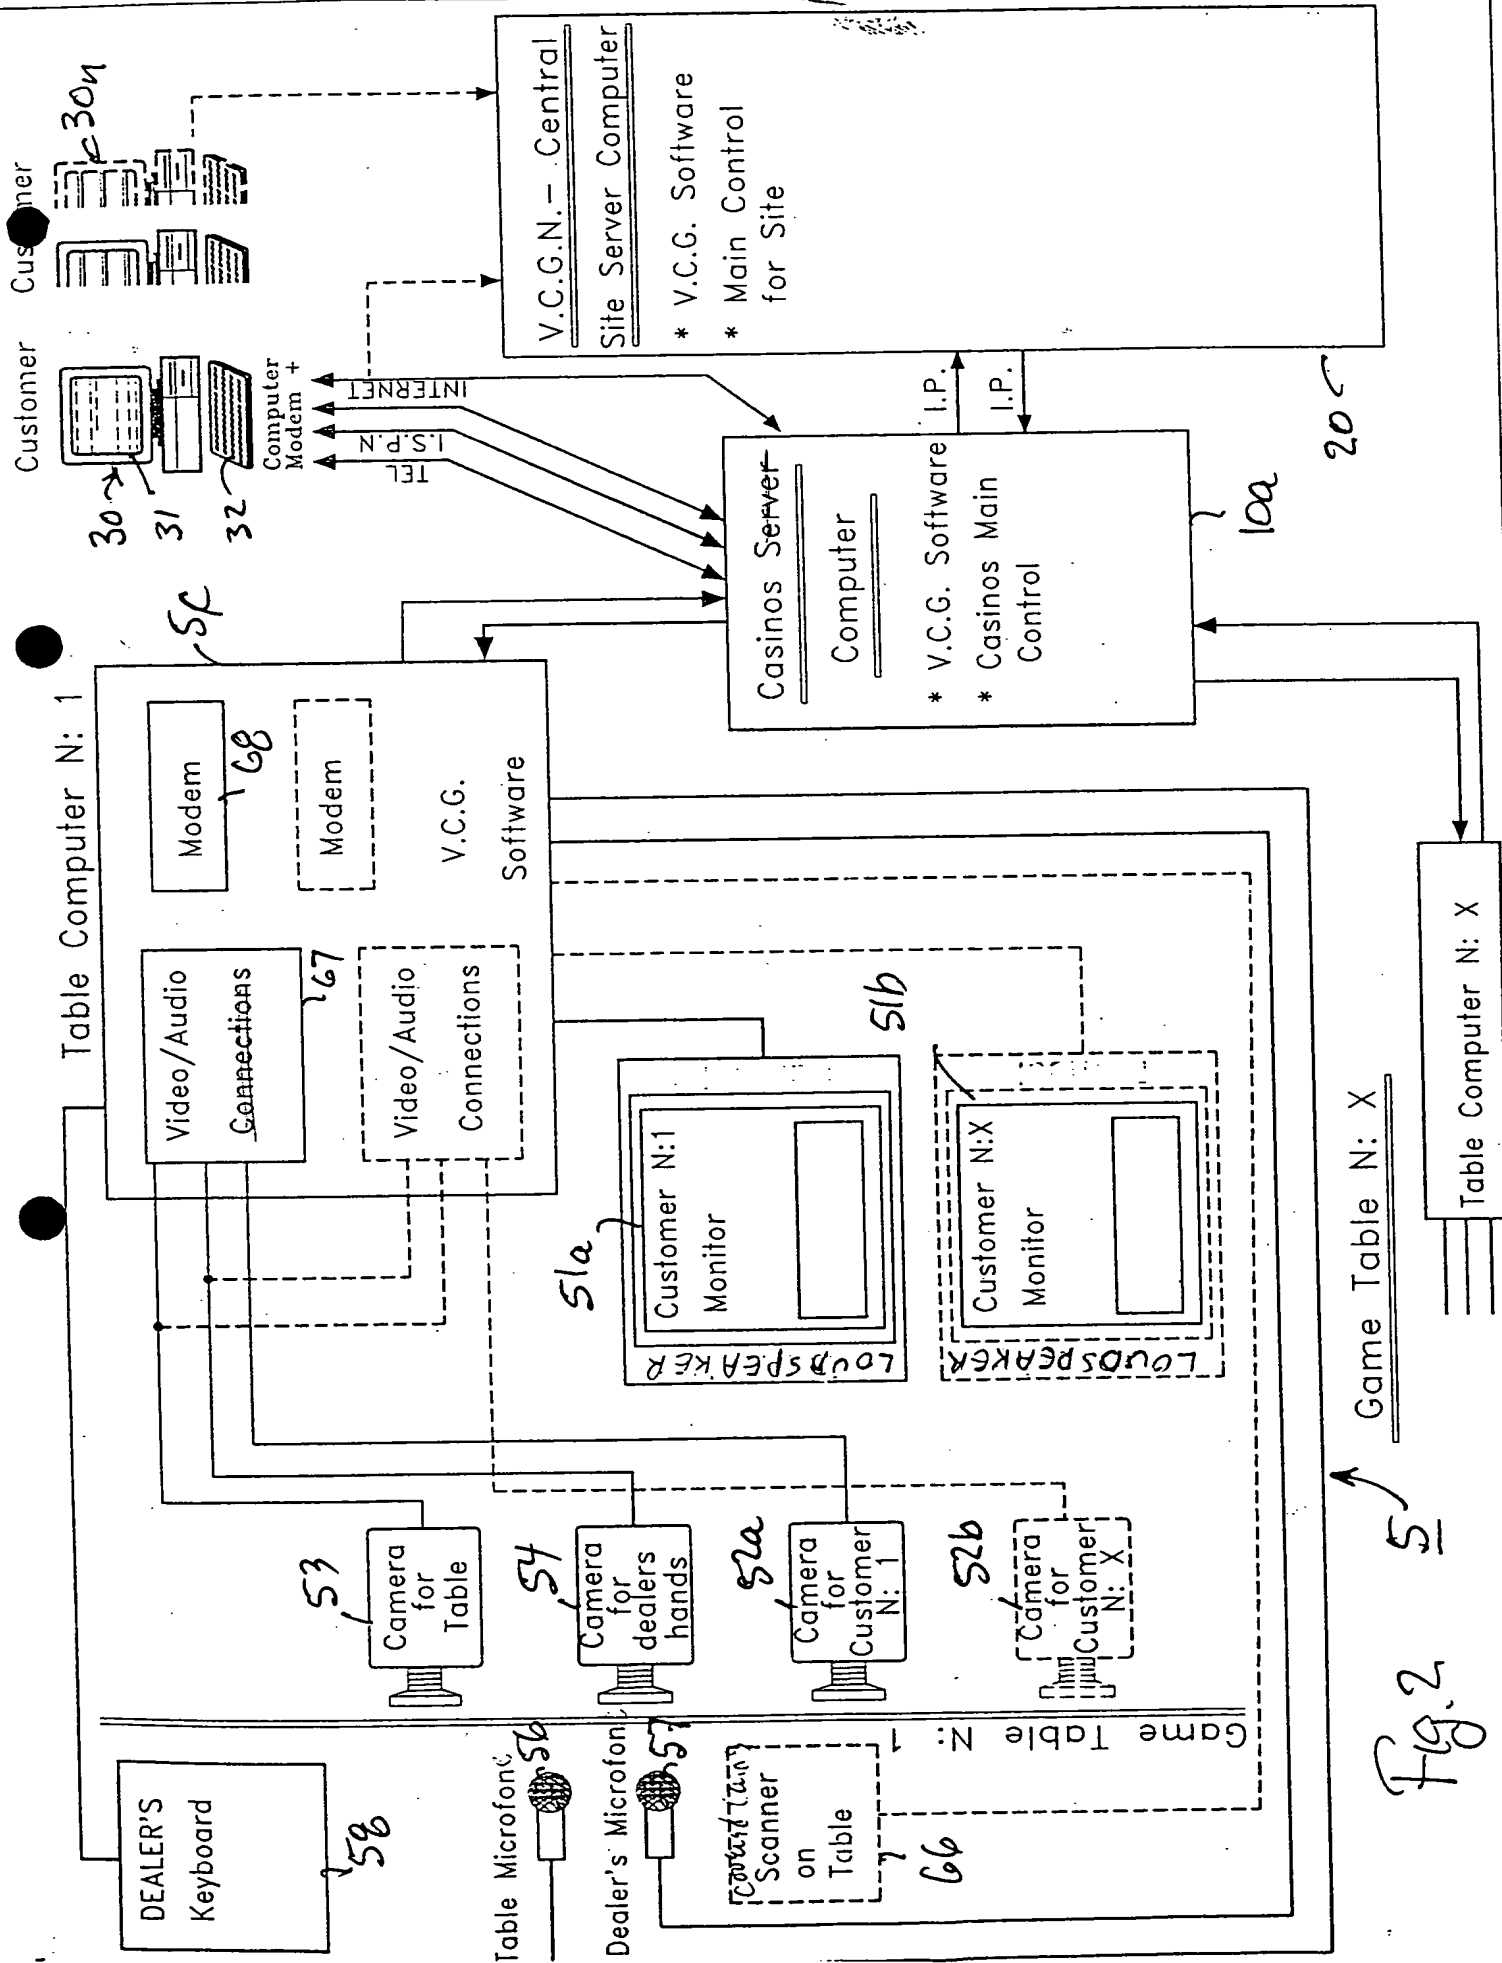 Customer
Customer
30n
30
31
32
Computer
Modem +
TEL
I.S.P.N
INTERNET
V.C.G.N.- Central
Site Server Computer
* V.C.G. Software
* Main Control
for Site
20
I.P.
I.P.
Casinos Server
Computer
* V.C.G. Software
* Casinos Main
Control
10a
Table Computer N: 1
Modem
68
Modem
V.C.G.
Software
Video/Audio
Connections
67
Video/Audio
Connections
51a
Customer N:1
Monitor
LOUDSPEAKER
51b
Customer N:X
Monitor
LOUDSPEAKER
53
Camera
for
Table
54
Camera
for
dealers
hands
52a
Camera
for
Customer
N: 1
52b
Camera
for
Customer
N: X
DEALER'S
Keyboard
Table Microfone
56
Dealer's Microfon
57
Scanner
on
Table
66
Game Table N: 1
Game Table N: X
5
Table Computer N: X
Fig. 2